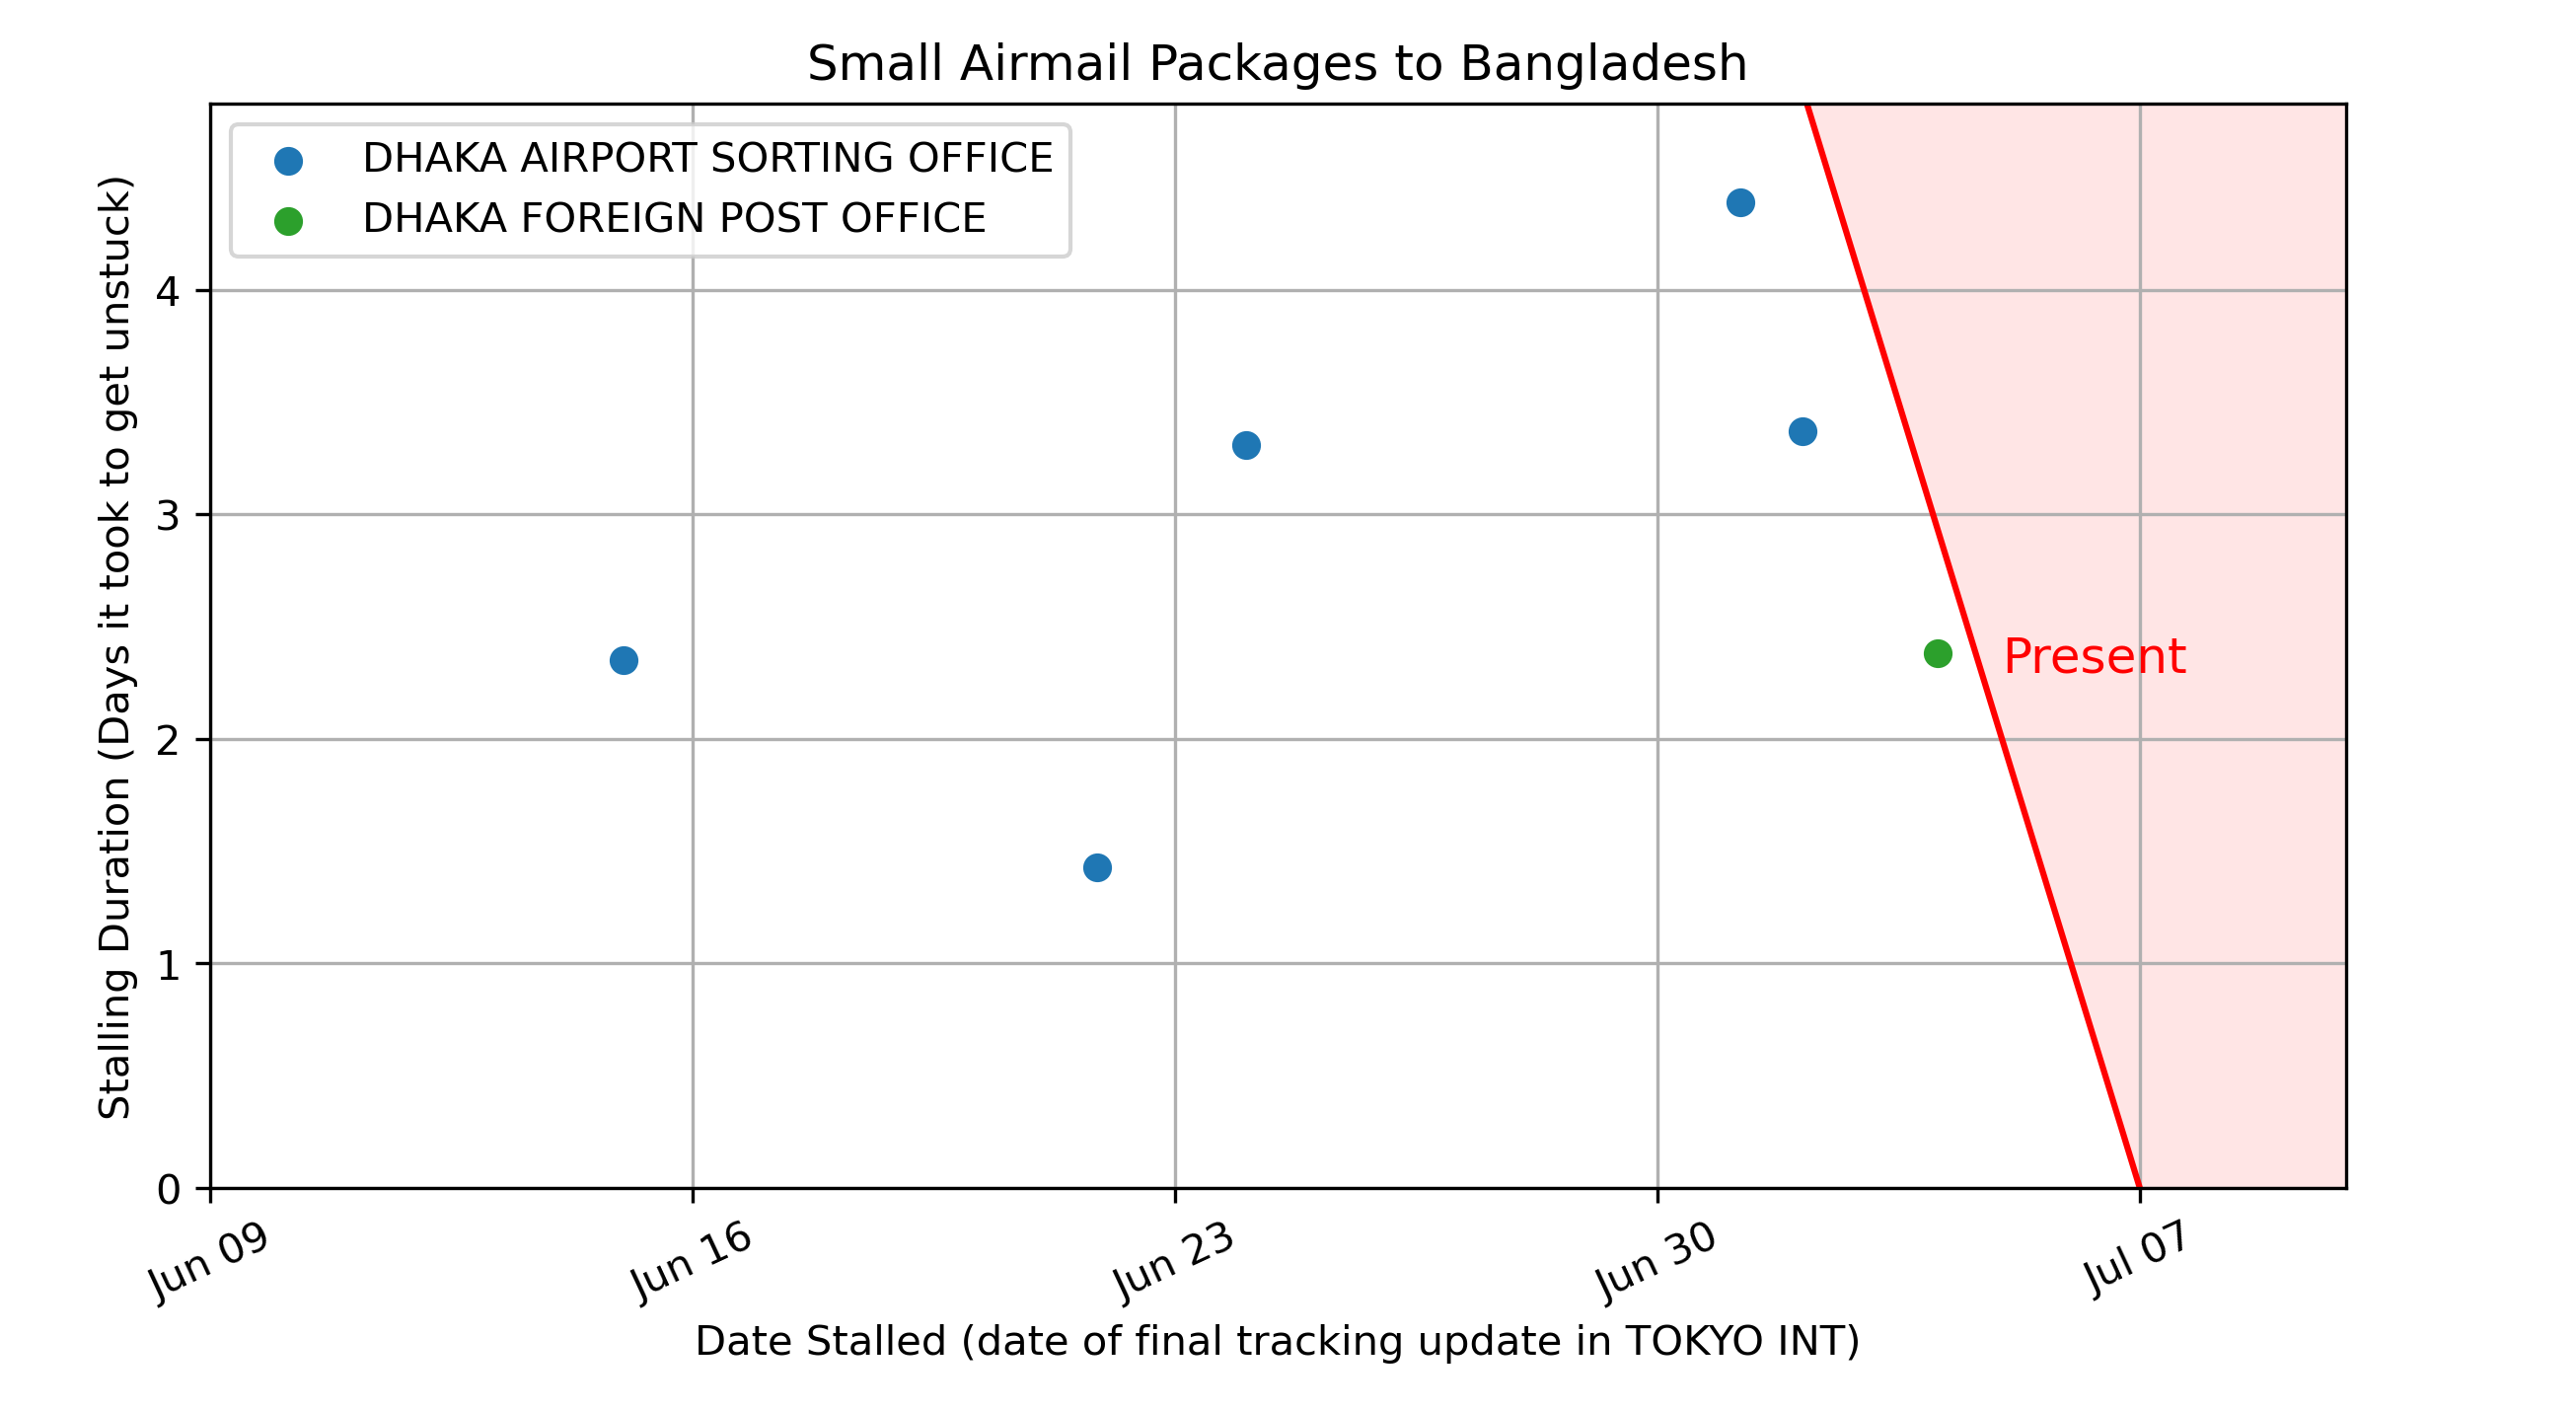 Small Airmail Packages to Bangladesh
DHAKA AIRPORT SORTING OFFICE
DHAKA FOREIGN POST OFFICE
Stalling Duration (Days it took to get unstuck)
4
3
2
1
0
Present
Jun 09
Jun 16
Jun 23
Jun 30
Jul 07
Date Stalled (date of final tracking update in TOKYO INT)